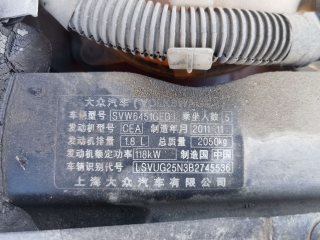 大众汽车(VOLKSWAGEN)
车辆型号 SVW6451GED 乘坐人数 5
发动机型号 CEA 制造年月 2011.11
发动机排量 1.8 L 总质量 2050kg
发动机额定功率 118kW 制造国 中国
车辆识别代号 LSVUG25N3B2745536
上海大众汽车有限公司